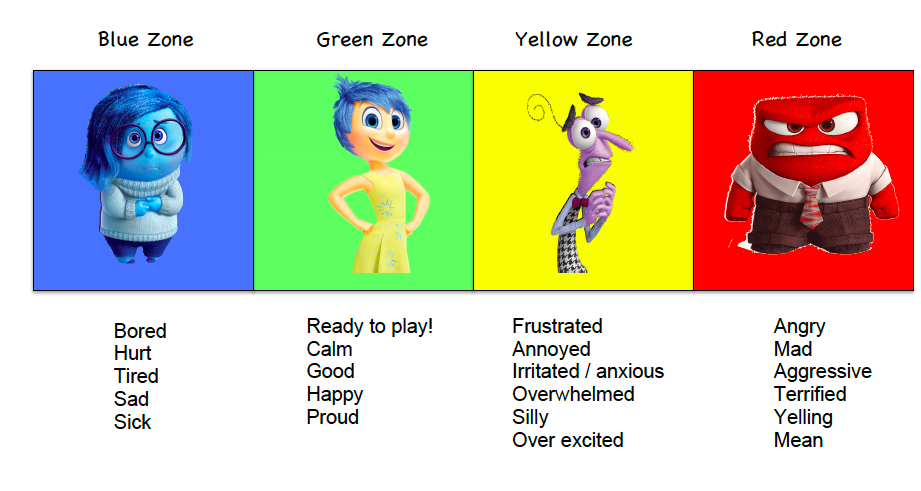 Blue Zone
Green Zone
Yellow Zone
Red Zone
Bored
Hurt
Tired
Sad
Sick
Ready to play!
Calm
Good
Happy
Proud
Frustrated
Annoyed
Irritated / anxious
Overwhelmed
Silly
Over excited
Angry
Mad
Aggressive
Terrified
Yelling
Mean